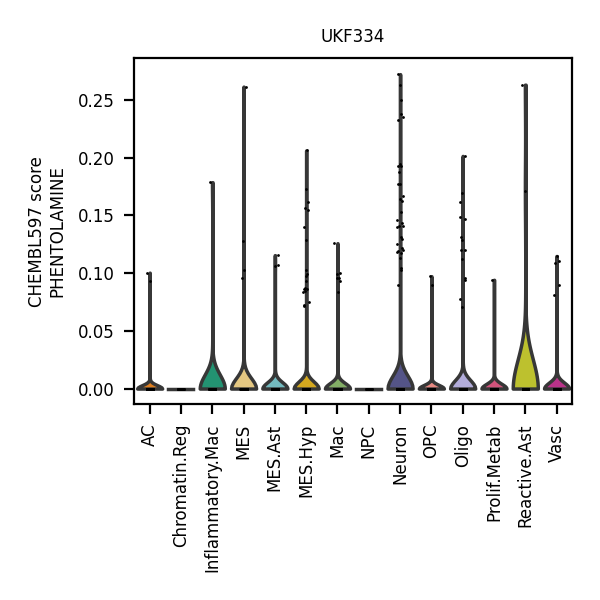 UKF334
CHEMBL597 score
PHENTOLAMINE
0.25
0.20
0.15
0.10
0.05
0.00
AC
Chromatin.Reg
Inflammatory.Mac
MES
MES.Ast
MES.Hyp
Mac
NPC
Neuron
OPC
Oligo
Prolif.Metab
Reactive.Ast
Vasc